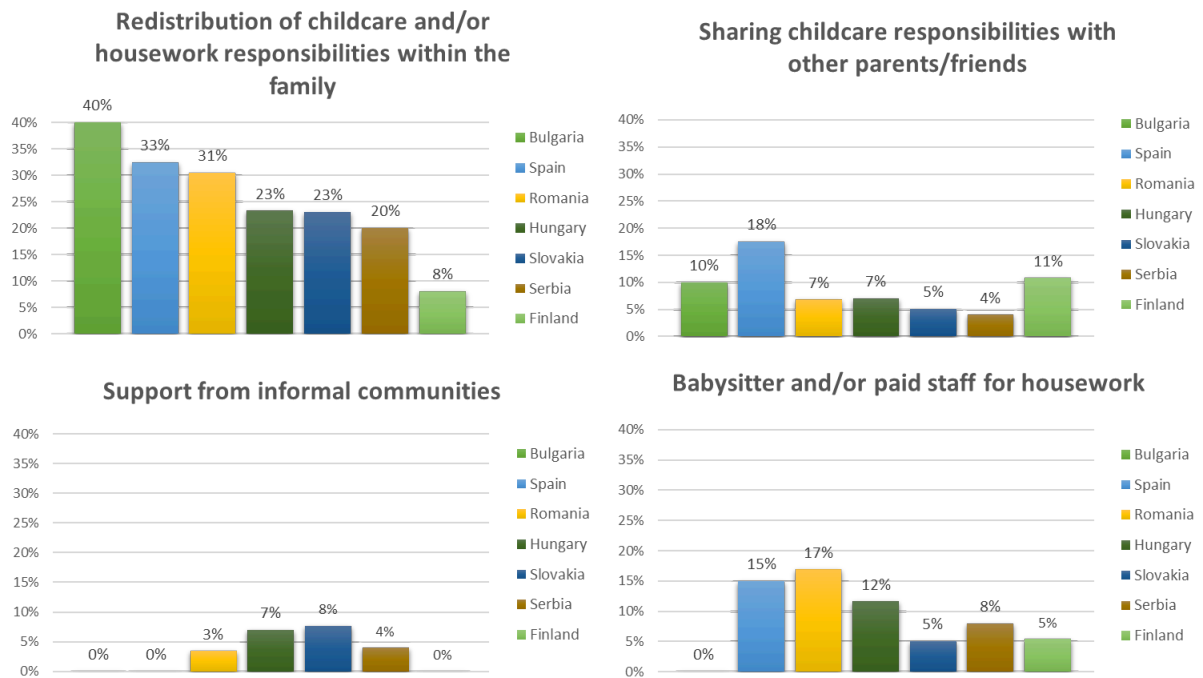 Redistribution of childcare and/or
housework responsibilities within the
family
40%
40%
35%
30%
25%
20%
15%
10%
5%
0%
33%
31%
23%
23%
20%
8%
Bulgaria
Spain
Romania
Hungary
Slovakia
Serbia
Finland
Sharing childcare responsibilities with
other parents/friends
40%
35%
30%
25%
20%
15%
10%
5%
0%
10%
18%
7%
7%
5%
4%
11%
Bulgaria
Spain
Romania
Hungary
Slovakia
Serbia
Finland
Support from informal communities
40%
35%
30%
25%
20%
15%
10%
5%
0%
0%
0%
3%
7%
8%
4%
0%
Bulgaria
Spain
Romania
Hungary
Slovakia
Serbia
Finland
Babysitter and/or paid staff for housework
40%
35%
30%
25%
20%
15%
10%
5%
0%
0%
15%
17%
12%
5%
8%
5%
Bulgaria
Spain
Romania
Hungary
Slovakia
Serbia
Finland